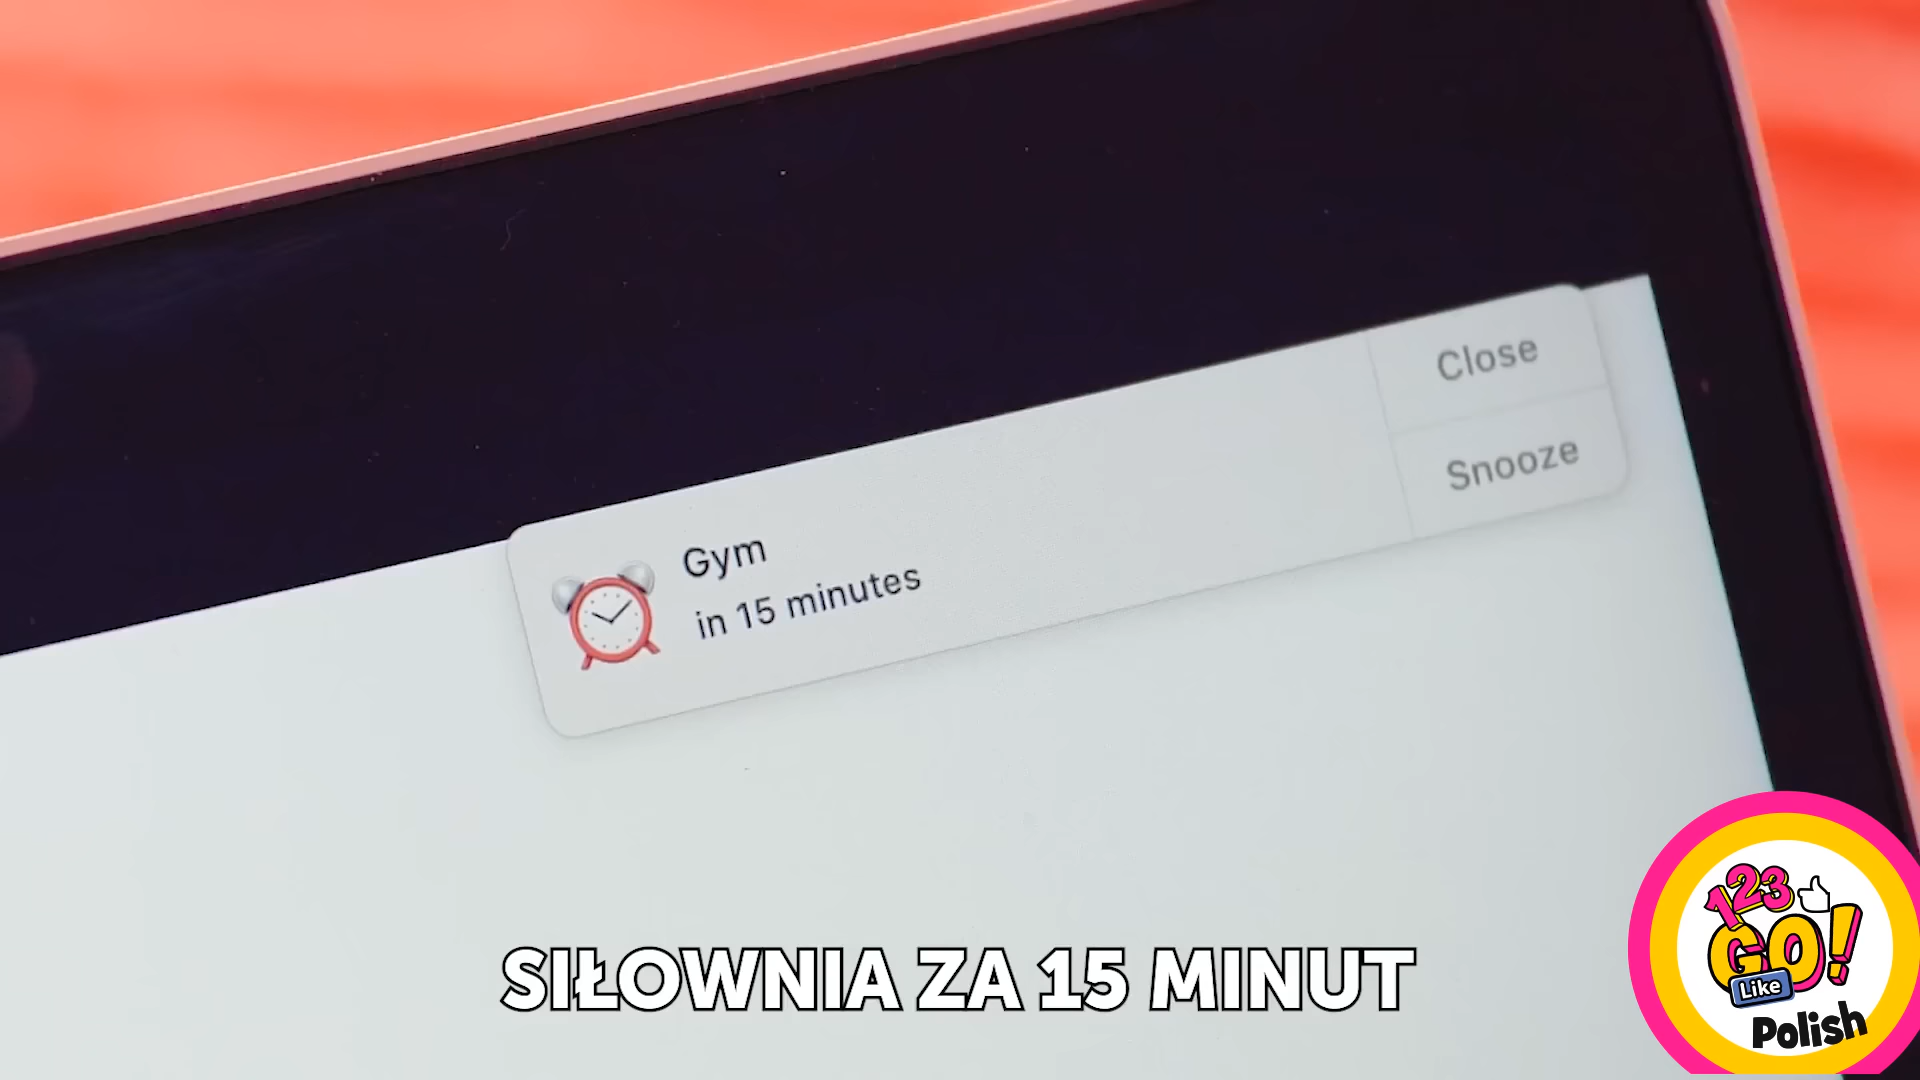 Close
Snooze
Gym
in 15 minutes
SIŁOWNIA ZA 15 MINUT
123
GO!
Like
Polish